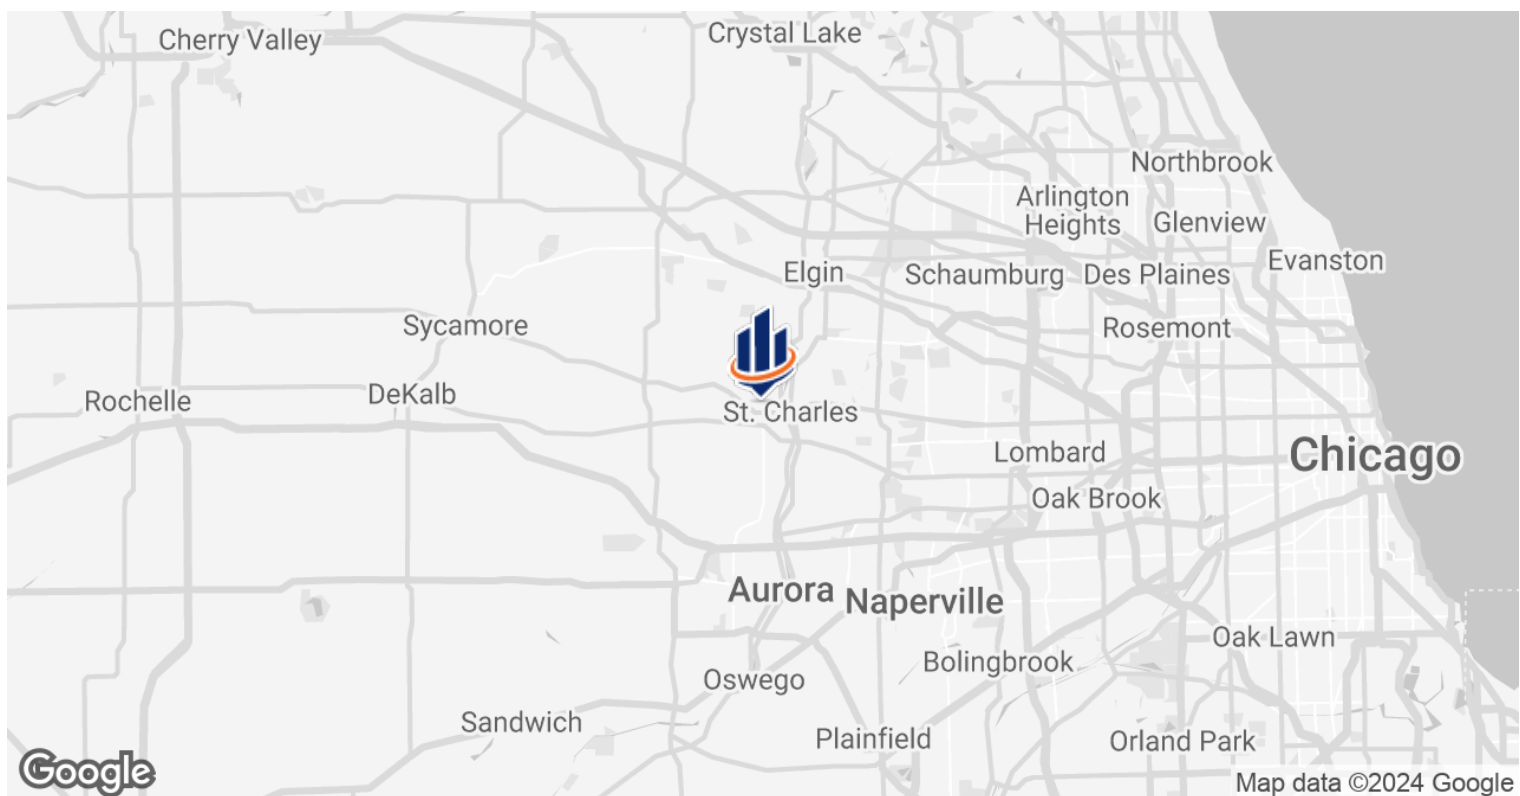 Crystal Lake
Cherry Valley
Northbrook
Arlington
Heights
Glenview
Evanston
Elgin
Schaumburg
Des Plaines
Sycamore
Rosemont
DeKalb
Rochelle
St. Charles
Lombard
Chicago
Oak Brook
Aurora
Naperville
Oak Lawn
Bolingbrook
Oswego
Sandwich
Plainfield
Orland Park
Google
Map data ©2024 Google